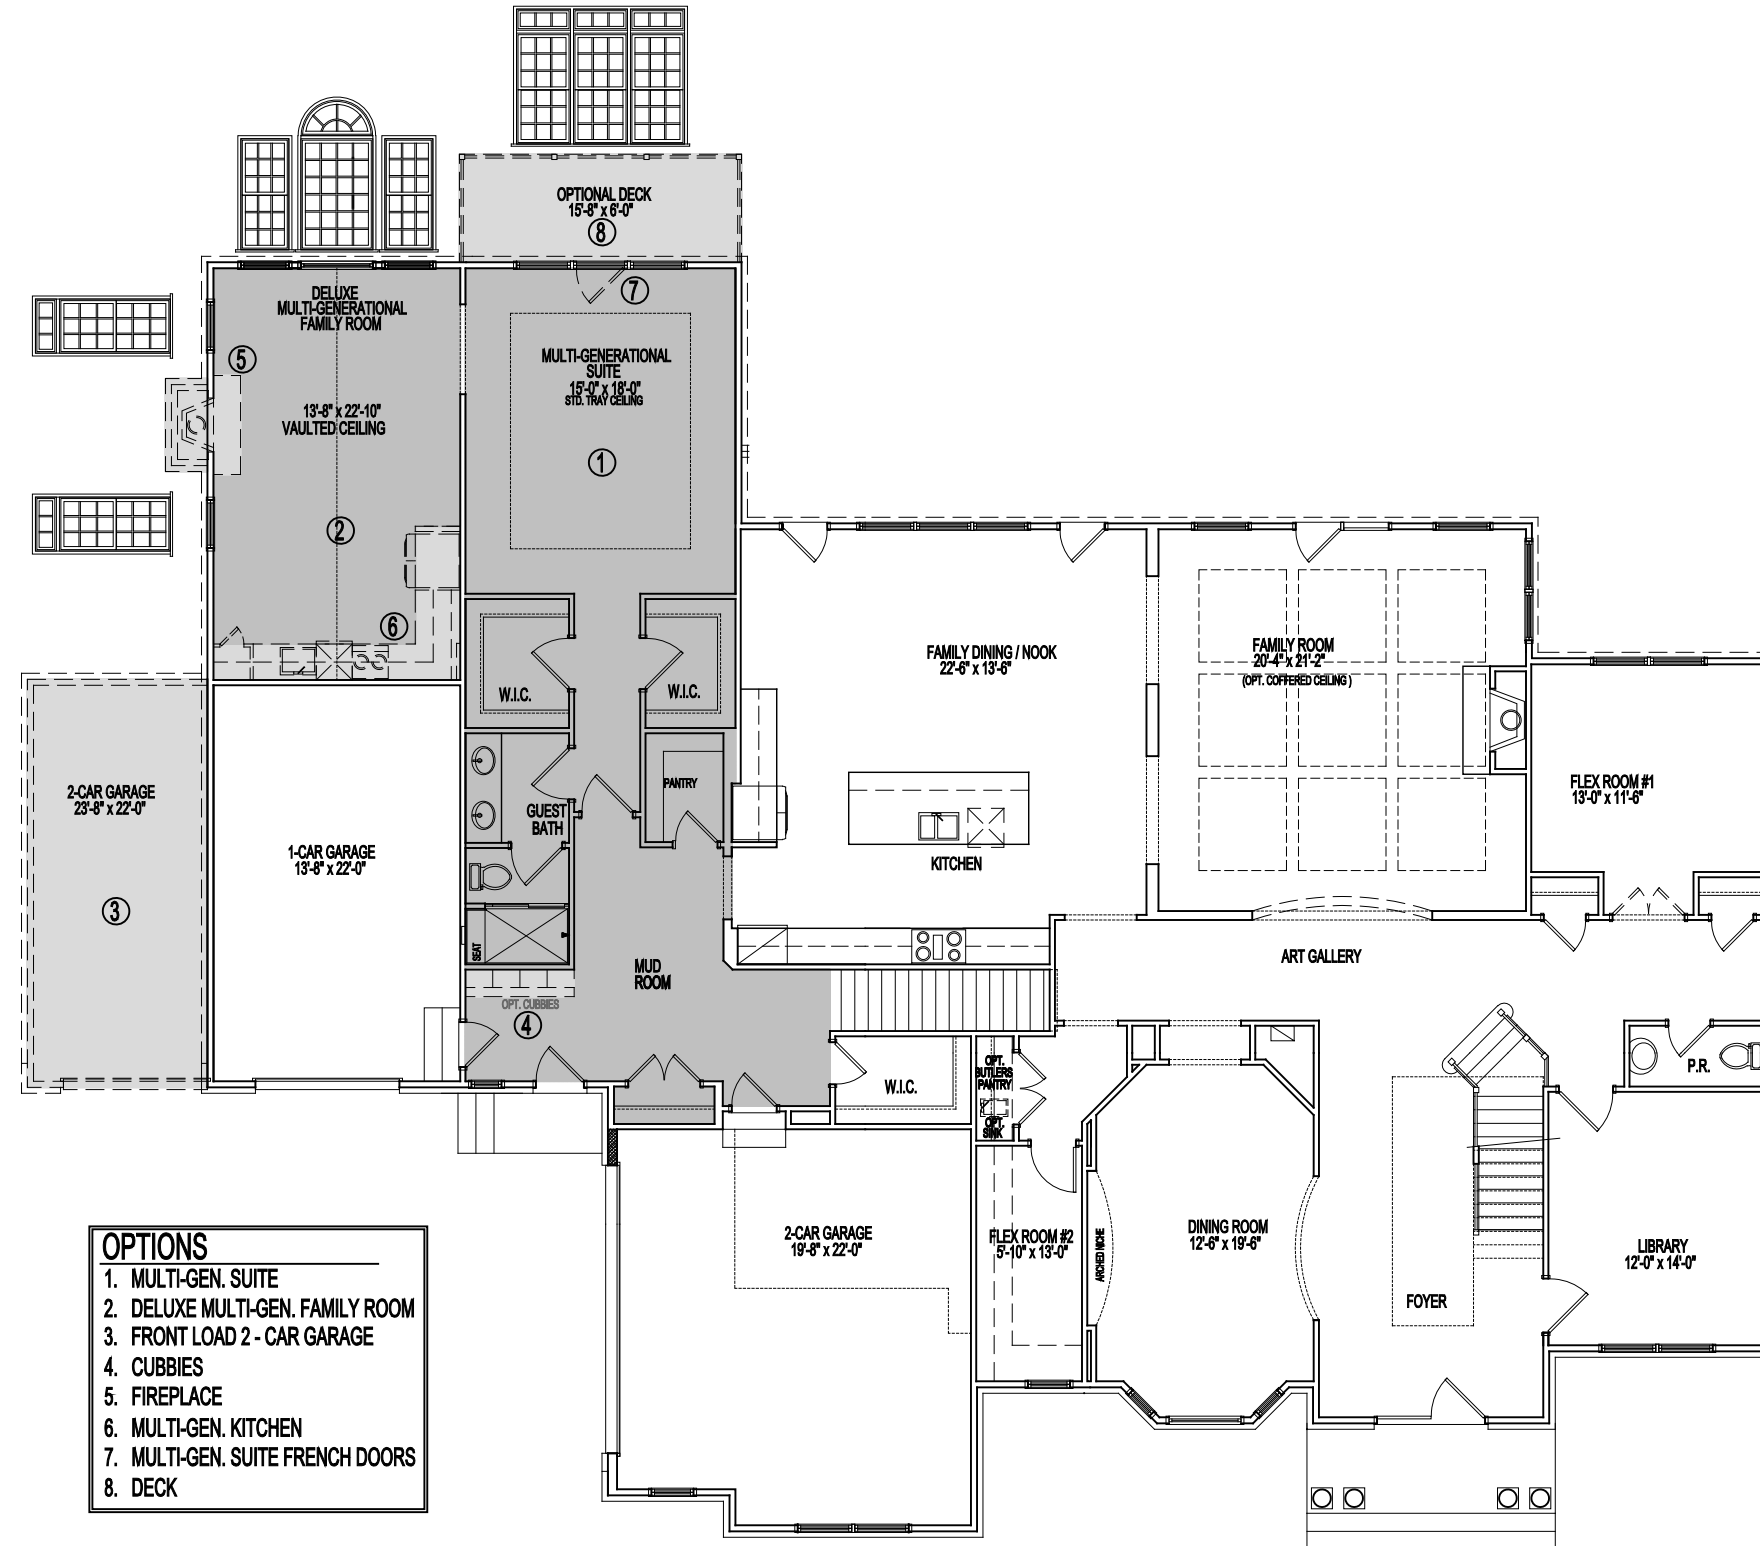 OPTIONAL DECK
15'-8" x 6'-0"
8
DELUXE
MULTI-GENERATIONAL
FAMILY ROOM
7
5
MULTI-GENERATIONAL
SUITE
15'-0" x 18'-0"
STD. TRAY CEILING
13'-8" x 22'-10"
VAULTED CEILING
1
2
6
W.I.C.
W.I.C.
FAMILY DINING / NOOK
22'-6" x 13'-6"
FAMILY ROOM
20'-4" x 21'-2"
(OPT. COFFERED CEILING )
2-CAR GARAGE
23'-8" x 22'-0"
PANTRY
FLEX ROOM #1
13'-0" x 11'-6"
GUEST
BATH
1-CAR GARAGE
13'-8" x 22'-0"
KITCHEN
3
SEAT
MUD
ROOM
ART GALLERY
OPT. CUBBIES
4
OPT.
BUTLERS
PANTRY
W.I.C.
P.R.
OPT.
SINK
2-CAR GARAGE
19'-8" x 22'-0"
FLEX ROOM #2
5'-10" x 13'-0"
ARCHED NICHE
DINING ROOM
12'-6" x 19'-6"
LIBRARY
12'-0" x 14'-0"
FOYER
OPTIONS
1. MULTI-GEN. SUITE
2. DELUXE MULTI-GEN. FAMILY ROOM
3. FRONT LOAD 2 - CAR GARAGE
4. CUBBIES
5. FIREPLACE
6. MULTI-GEN. KITCHEN
7. MULTI-GEN. SUITE FRENCH DOORS
8. DECK